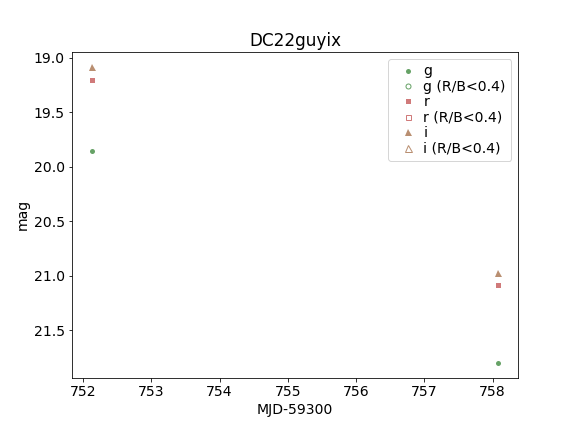 DC22guyix
19.0
19.5
20.0
20.5
21.0
21.5
mag
g
g (R/B<0.4)
r
r (R/B<0.4)
i
i (R/B<0.4)
752 753 754 755 756 757 758
MJD-59300